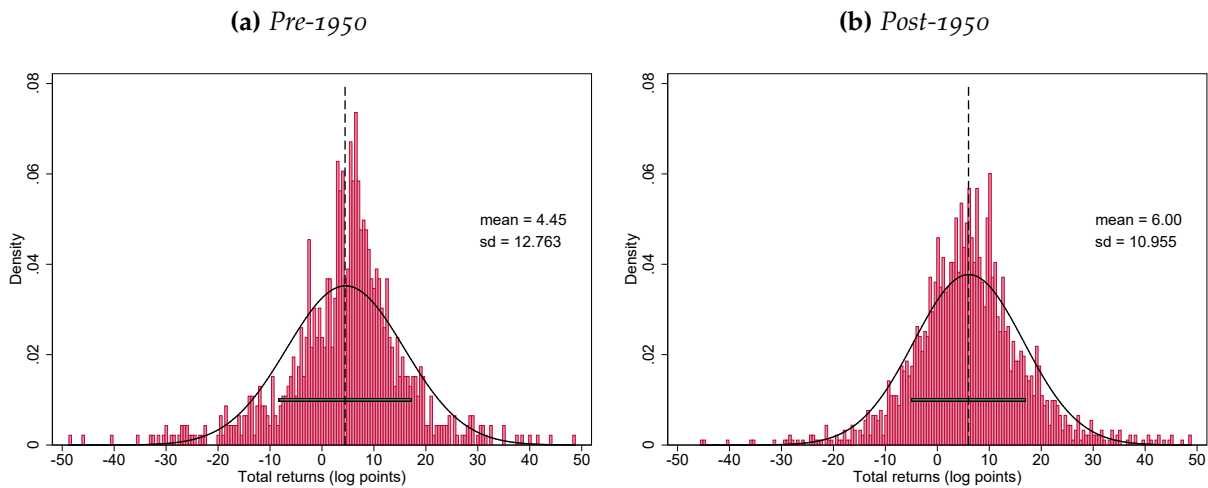 (a) Pre-1950
.08
.06
.04
.02
0
Density
mean = 4.45
sd = 12.763
-50 -40 -30 -20 -10 0 10 20 30 40 50
Total returns (log points)
(b) Post-1950
.08
.06
.04
.02
0
Density
mean = 6.00
sd = 10.955
-50 -40 -30 -20 -10 0 10 20 30 40 50
Total returns (log points)